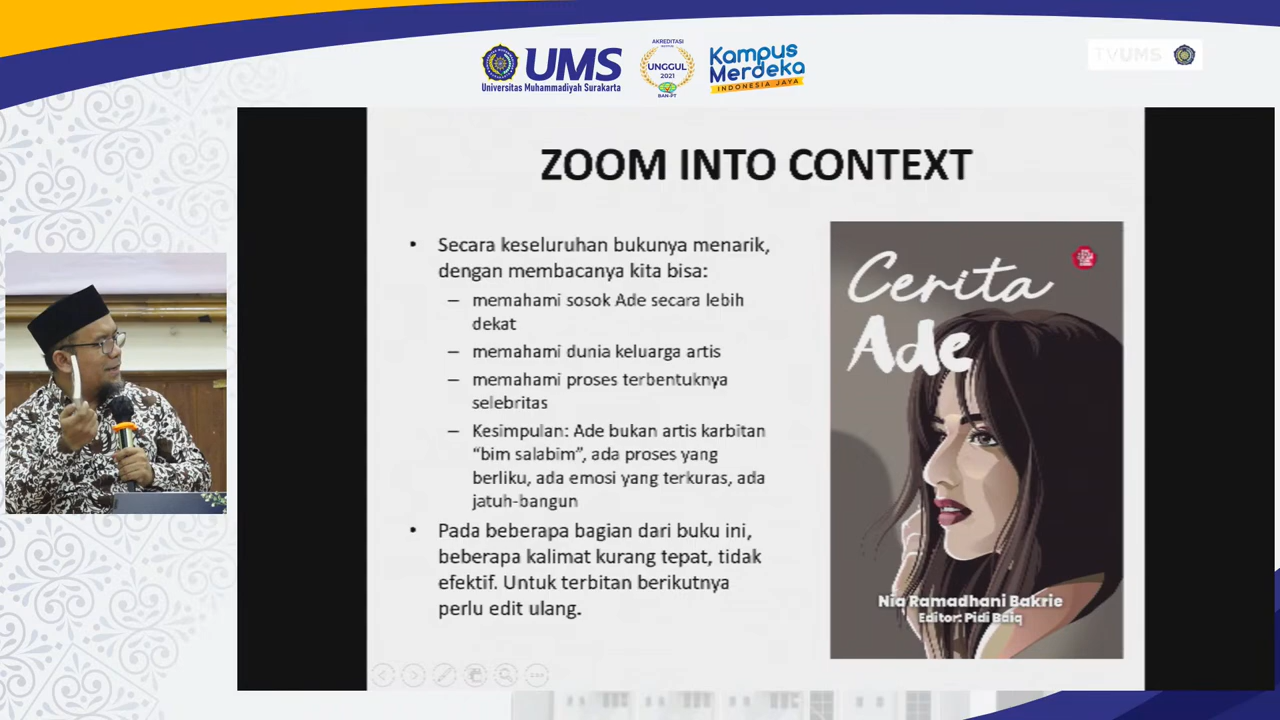 UMS
Universitas Muhammadiyah Surakarta
AKREDITASI
UNGGUL
2021
BAN-PT
Kampus
Merdeka
INDONESIA JAYA
TVUMS
ZOOM INTO CONTEXT
• Secara keseluruhan bukunya menarik,
dengan membacanya kita bisa:
– memahami sosok Ade secara lebih
dekat
– memahami dunia keluarga artis
– memahami proses terbentuknya
selebritas
– Kesimpulan: Ade bukan artis karbitan
“bim salabim”, ada proses yang
berliku, ada emosi yang terkuras, ada
jatuh-bangun
• Pada beberapa bagian dari buku ini,
beberapa kalimat kurang tepat, tidak
efektif. Untuk terbitan berikutnya
perlu edit ulang.
Cerita
Ade
Nia Ramadhani Bakrie
Editor: Pidi Baiq